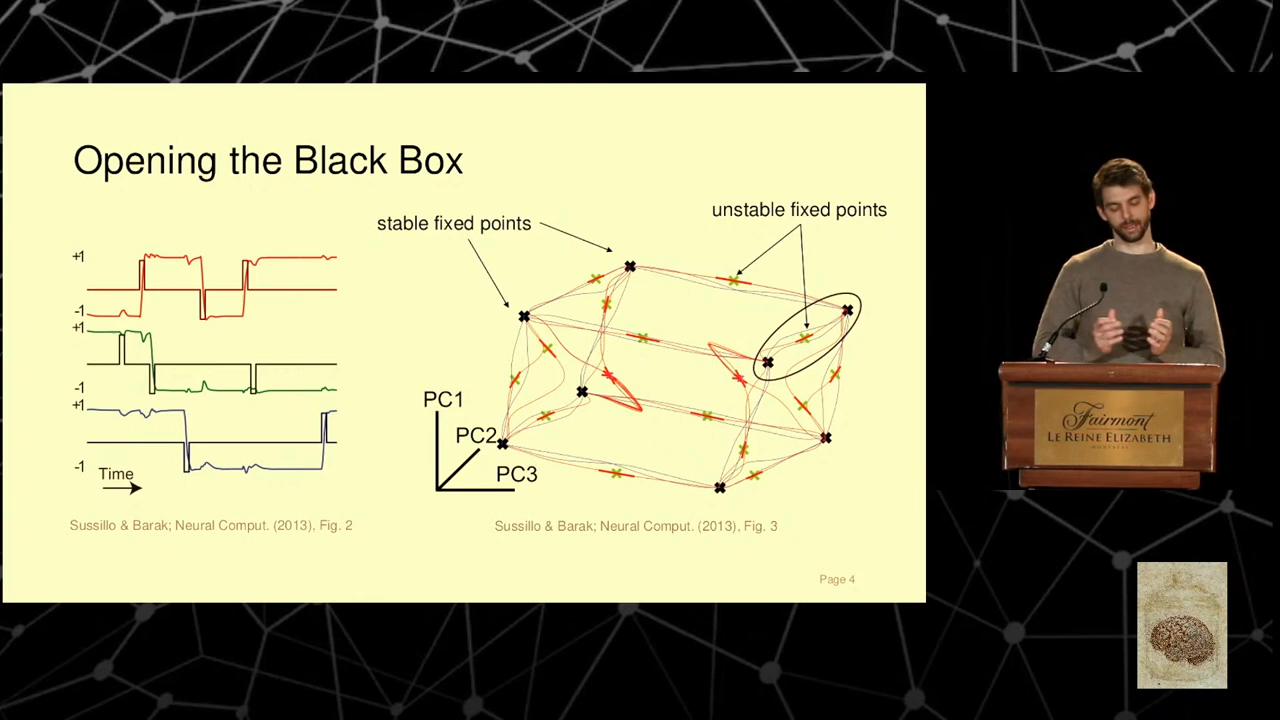 Opening the Black Box
stable fixed points
unstable fixed points
+1
-1
+1
-1
+1
-1
Time
PC1
PC2
PC3
Sussillo & Barak; Neural Comput. (2013), Fig. 2
Sussillo & Barak; Neural Comput. (2013), Fig. 3
Page 4
Fairmont
LE REINE ELIZABETH
MONTRÉAL